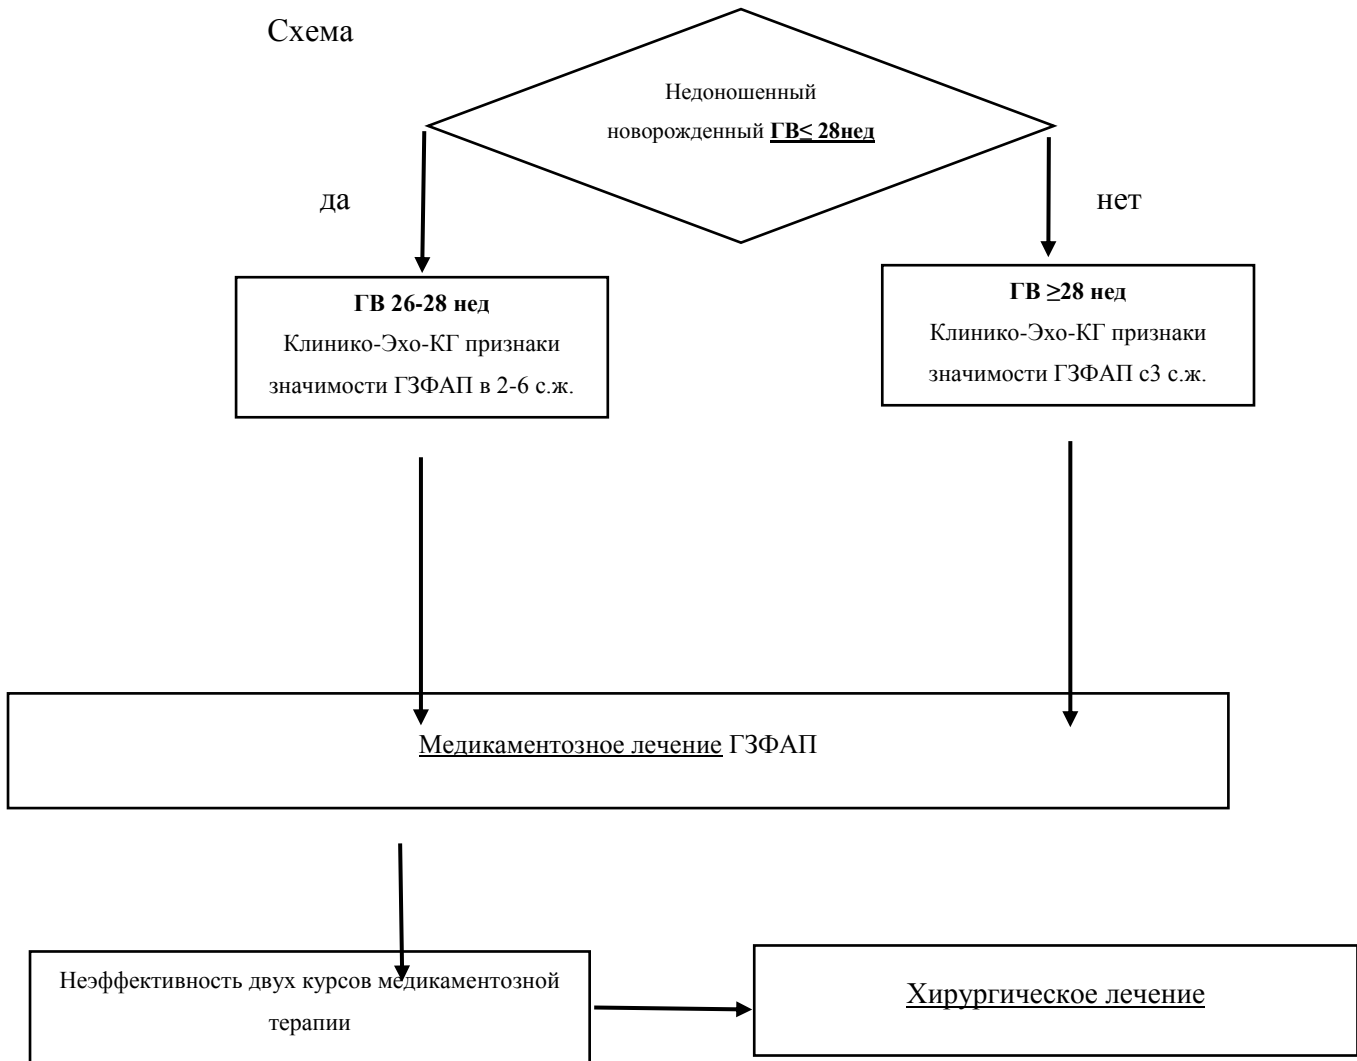 Схема
Недоношенный
новорожденный ГВ≤ 28нед
да
нет
ГВ 26-28 нед
Клинико-Эхо-КГ признаки
значимости ГЗФАП в 2-6 с.ж.
ГВ ≥28 нед
Клинико-Эхо-КГ признаки
значимости ГЗФАП с3 с.ж.
Медикаментозное лечение ГЗФАП
Неэффективность двух курсов медикаментозной
терапии
Хирургическое лечение